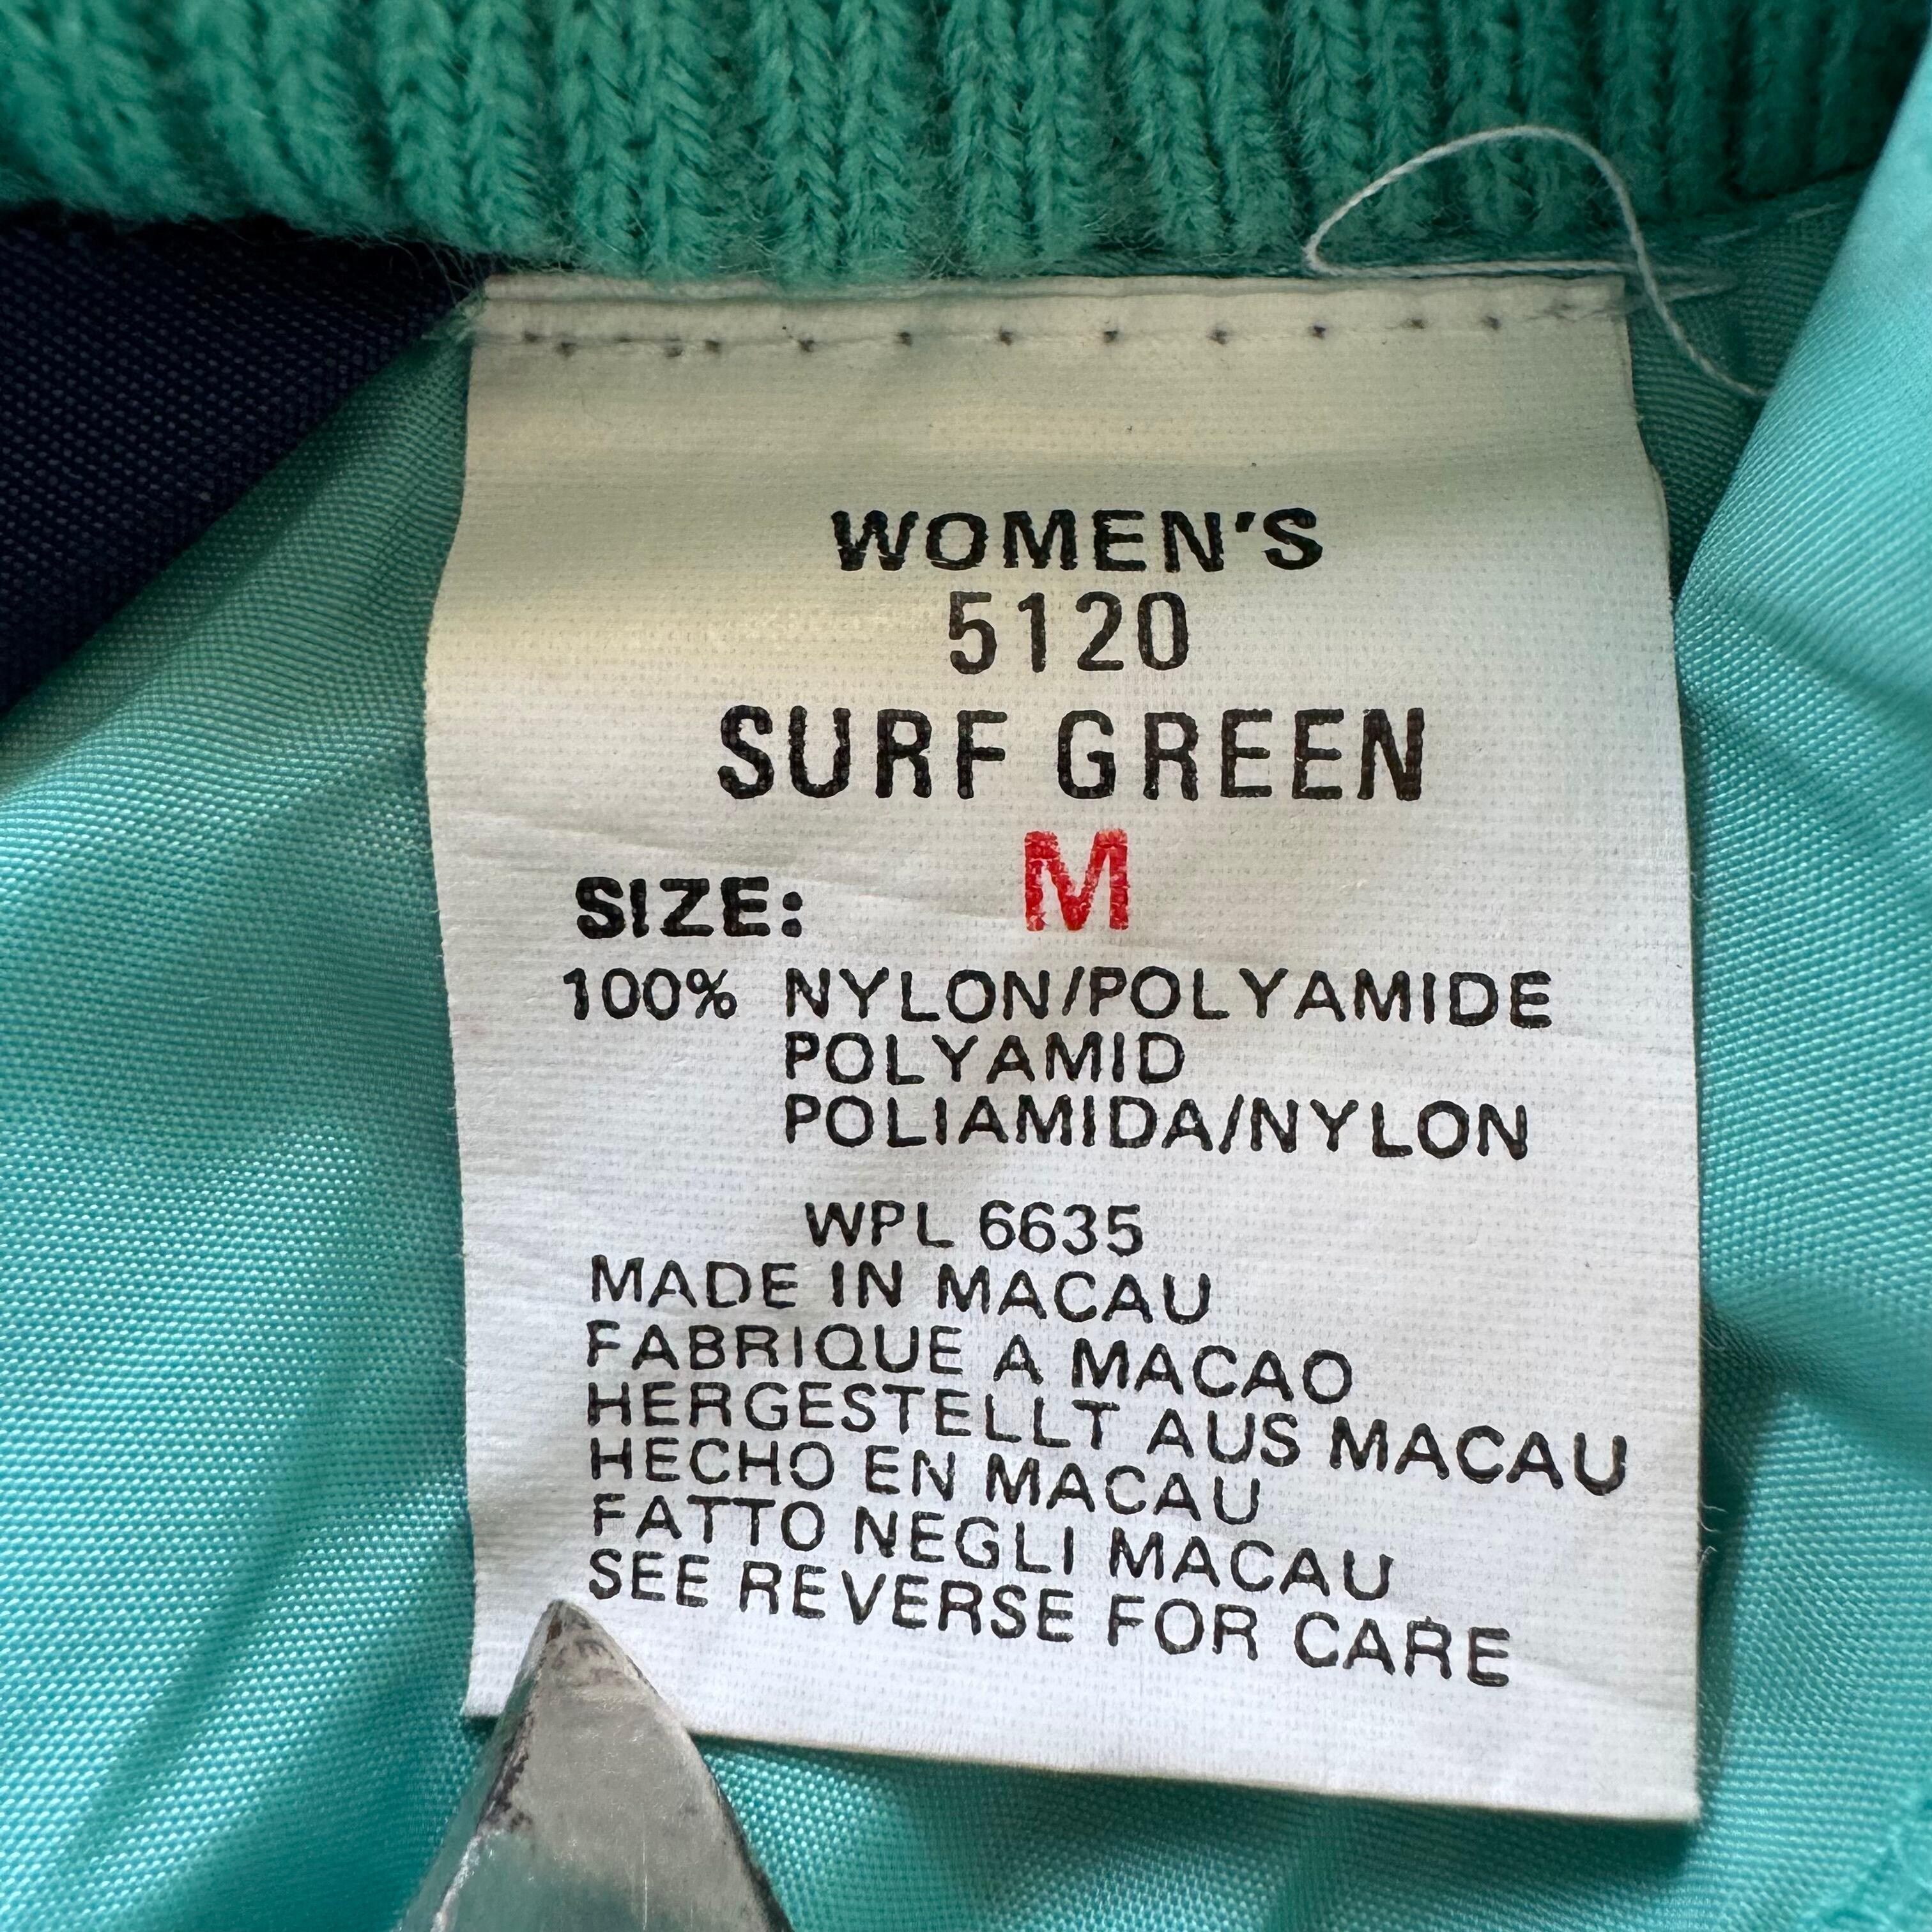 WOMEN'S
5120
SURF GREEN
SIZE: M
100% NYLON/POLYAMIDE
POLYAMID
POLIAMIDA/NYLON
WPL 6635
MADE IN MACAU
FABRIQUE A MACAO
HERGESTELLT AUS MACAU
HECHO EN MACAU
FATTO NEGLI MACAU
SEE REVERSE FOR CARE